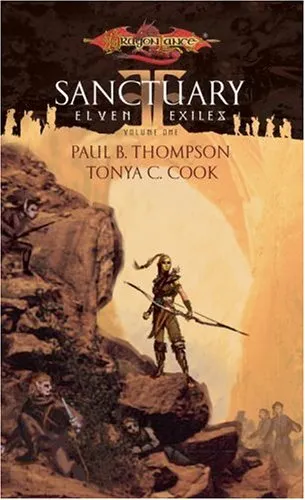 DRAGONLANCE
SANCTUARY
ELVEN EXILES
VOLUME ONE
PAUL B. THOMPSON
TONYA C. COOK